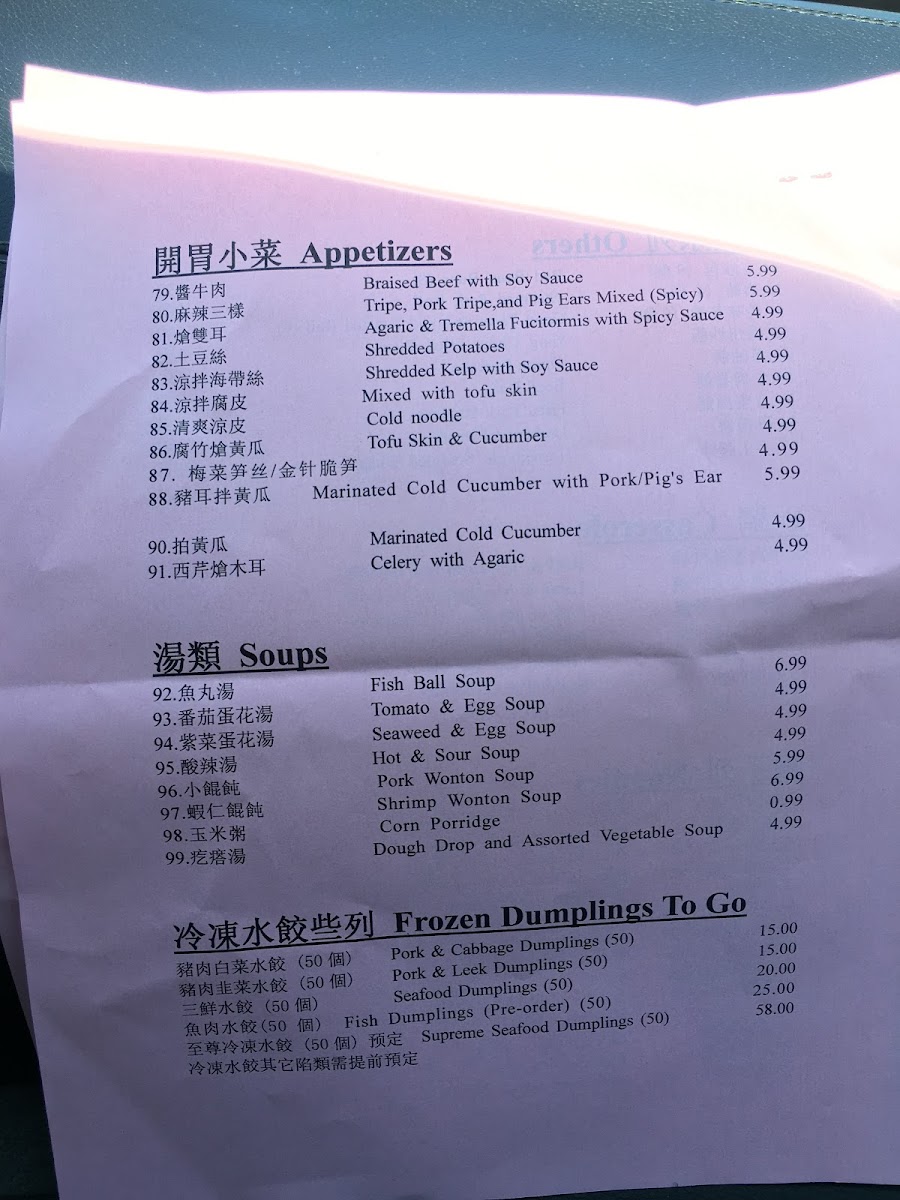 開胃小菜 Appetizers
79.醬牛肉 Braised Beef with Soy Sauce 5.99
80.麻辣三樣 Tripe, Pork Tripe,and Pig Ears Mixed (Spicy) 5.99
81.熗雙耳 Agaric & Tremella Fucitormis with Spicy Sauce 4.99
82.土豆絲 Shredded Potatoes 4.99
83.涼拌海帶絲 Shredded Kelp with Soy Sauce 4.99
84.涼拌腐皮 Mixed with tofu skin 4.99
85.清爽涼皮 Cold noodle 4.99
86.腐竹熗黃瓜 Tofu Skin & Cucumber 4.99
87. 梅菜笋丝/金针脆笋 4.99
88.豬耳拌黃瓜 Marinated Cold Cucumber with Pork/Pig's Ear 5.99
90.拍黃瓜 Marinated Cold Cucumber 4.99
91.西芹熗木耳 Celery with Agaric 4.99
湯類 Soups
92.魚丸湯 Fish Ball Soup 6.99
93.番茄蛋花湯 Tomato & Egg Soup 4.99
94.紫菜蛋花湯 Seaweed & Egg Soup 4.99
95.酸辣湯 Hot & Sour Soup 4.99
96.小餛飩 Pork Wonton Soup 5.99
97.蝦仁餛飩 Shrimp Wonton Soup 6.99
98.玉米粥 Corn Porridge 0.99
99.疙瘩湯 Dough Drop and Assorted Vegetable Soup 4.99
冷凍水餃些列 Frozen Dumplings To Go
豬肉白菜水餃 (50 個) Pork & Cabbage Dumplings (50) 15.00
豬肉韭菜水餃 (50 個) Pork & Leek Dumplings (50) 15.00
三鮮水餃 (50 個) Seafood Dumplings (50) 20.00
魚肉水餃(50 個) Fish Dumplings (Pre-order) (50) 25.00
至尊冷凍水餃 (50 個) 预定 Supreme Seafood Dumplings (50) 58.00
冷凍水餃其它陷類需提前預定